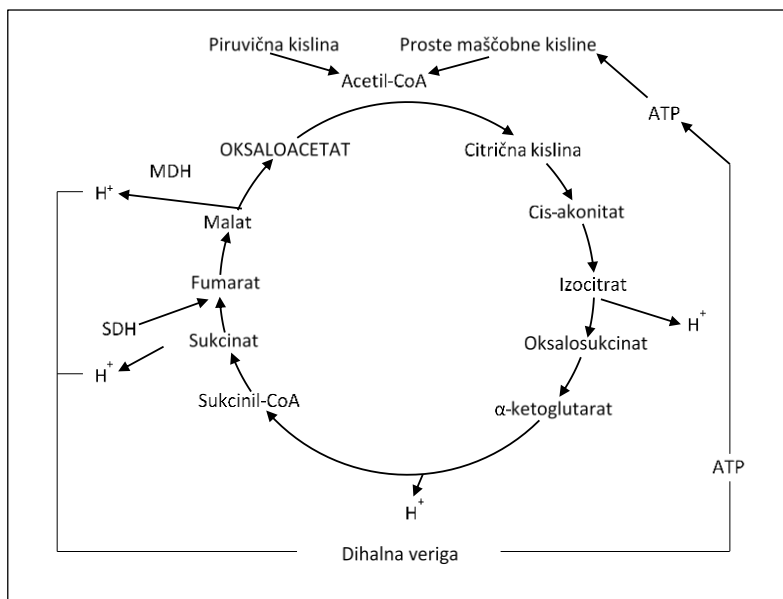 Piruvična kislina
Proste maščobne kisline
Acetil-CoA
ATP
OKSALOACETAT
Citrična kislina
MDH
H+
Malat
Cis-akonitat
Fumarat
Izocitrat
SDH
Sukcinat
H+
Oksalosukcinat
H+
Sukcinil-CoA
α-ketoglutarat
ATP
H+
Dihalna veriga